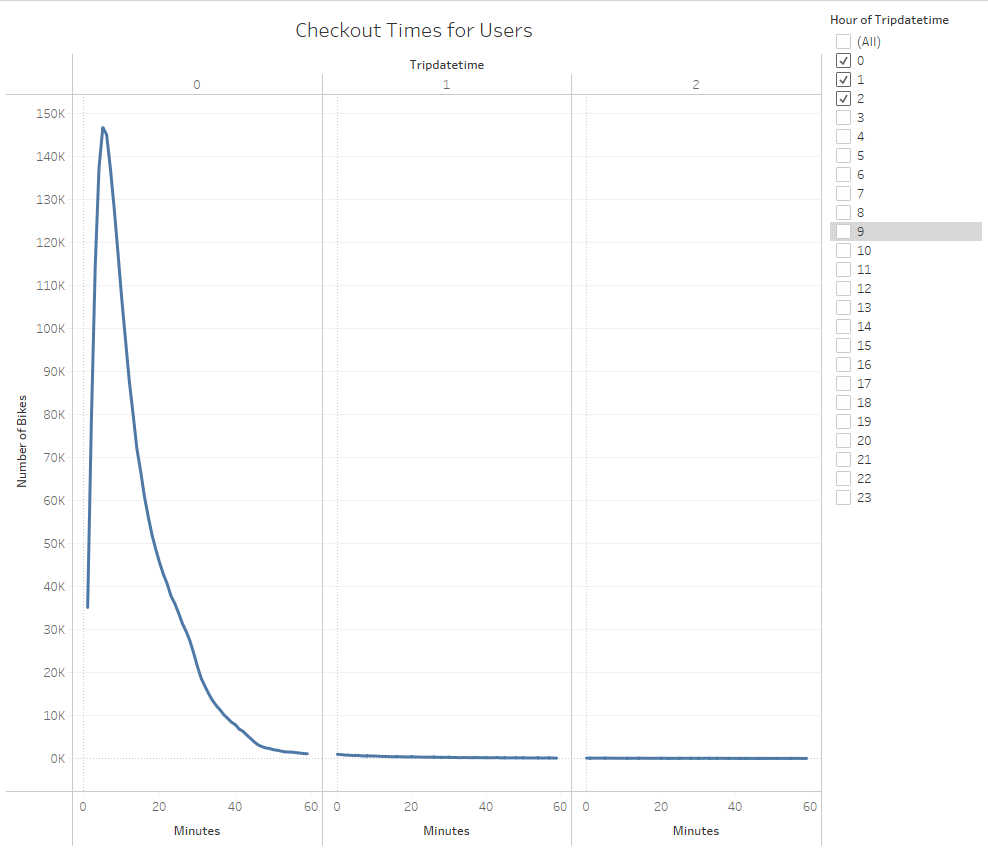 Checkout Times for Users
Tripdatetime
0 1 2
150K
140K
130K
120K
110K
100K
90K
80K
70K
60K
50K
40K
30K
20K
10K
0K
Number of Bikes
0 20 40 60 0 20 40 60 0 20 40 60
Minutes Minutes Minutes
Hour of Tripdatetime
(All)
0
1
2
3
4
5
6
7
8
9
10
11
12
13
14
15
16
17
18
19
20
21
22
23